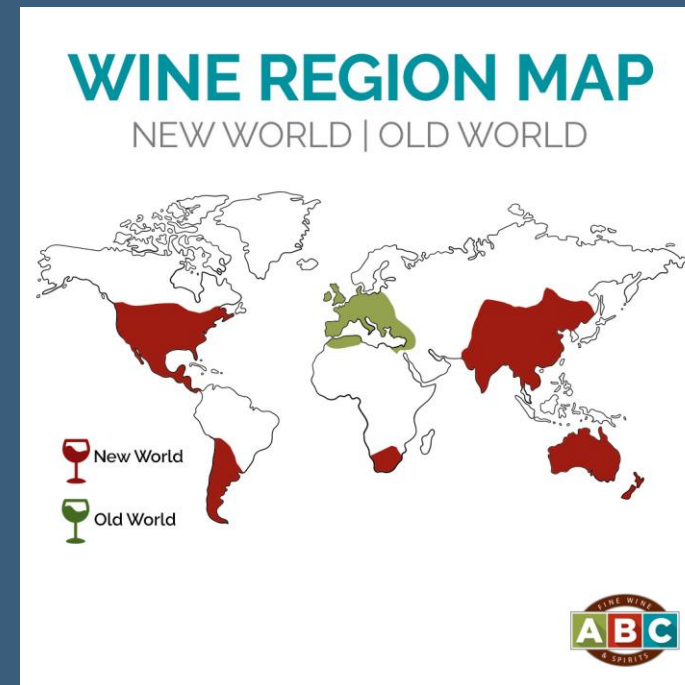 WINE REGION MAP
NEW WORLD | OLD WORLD
New World
Old World
FINE WINE
ABC
& SPIRITS